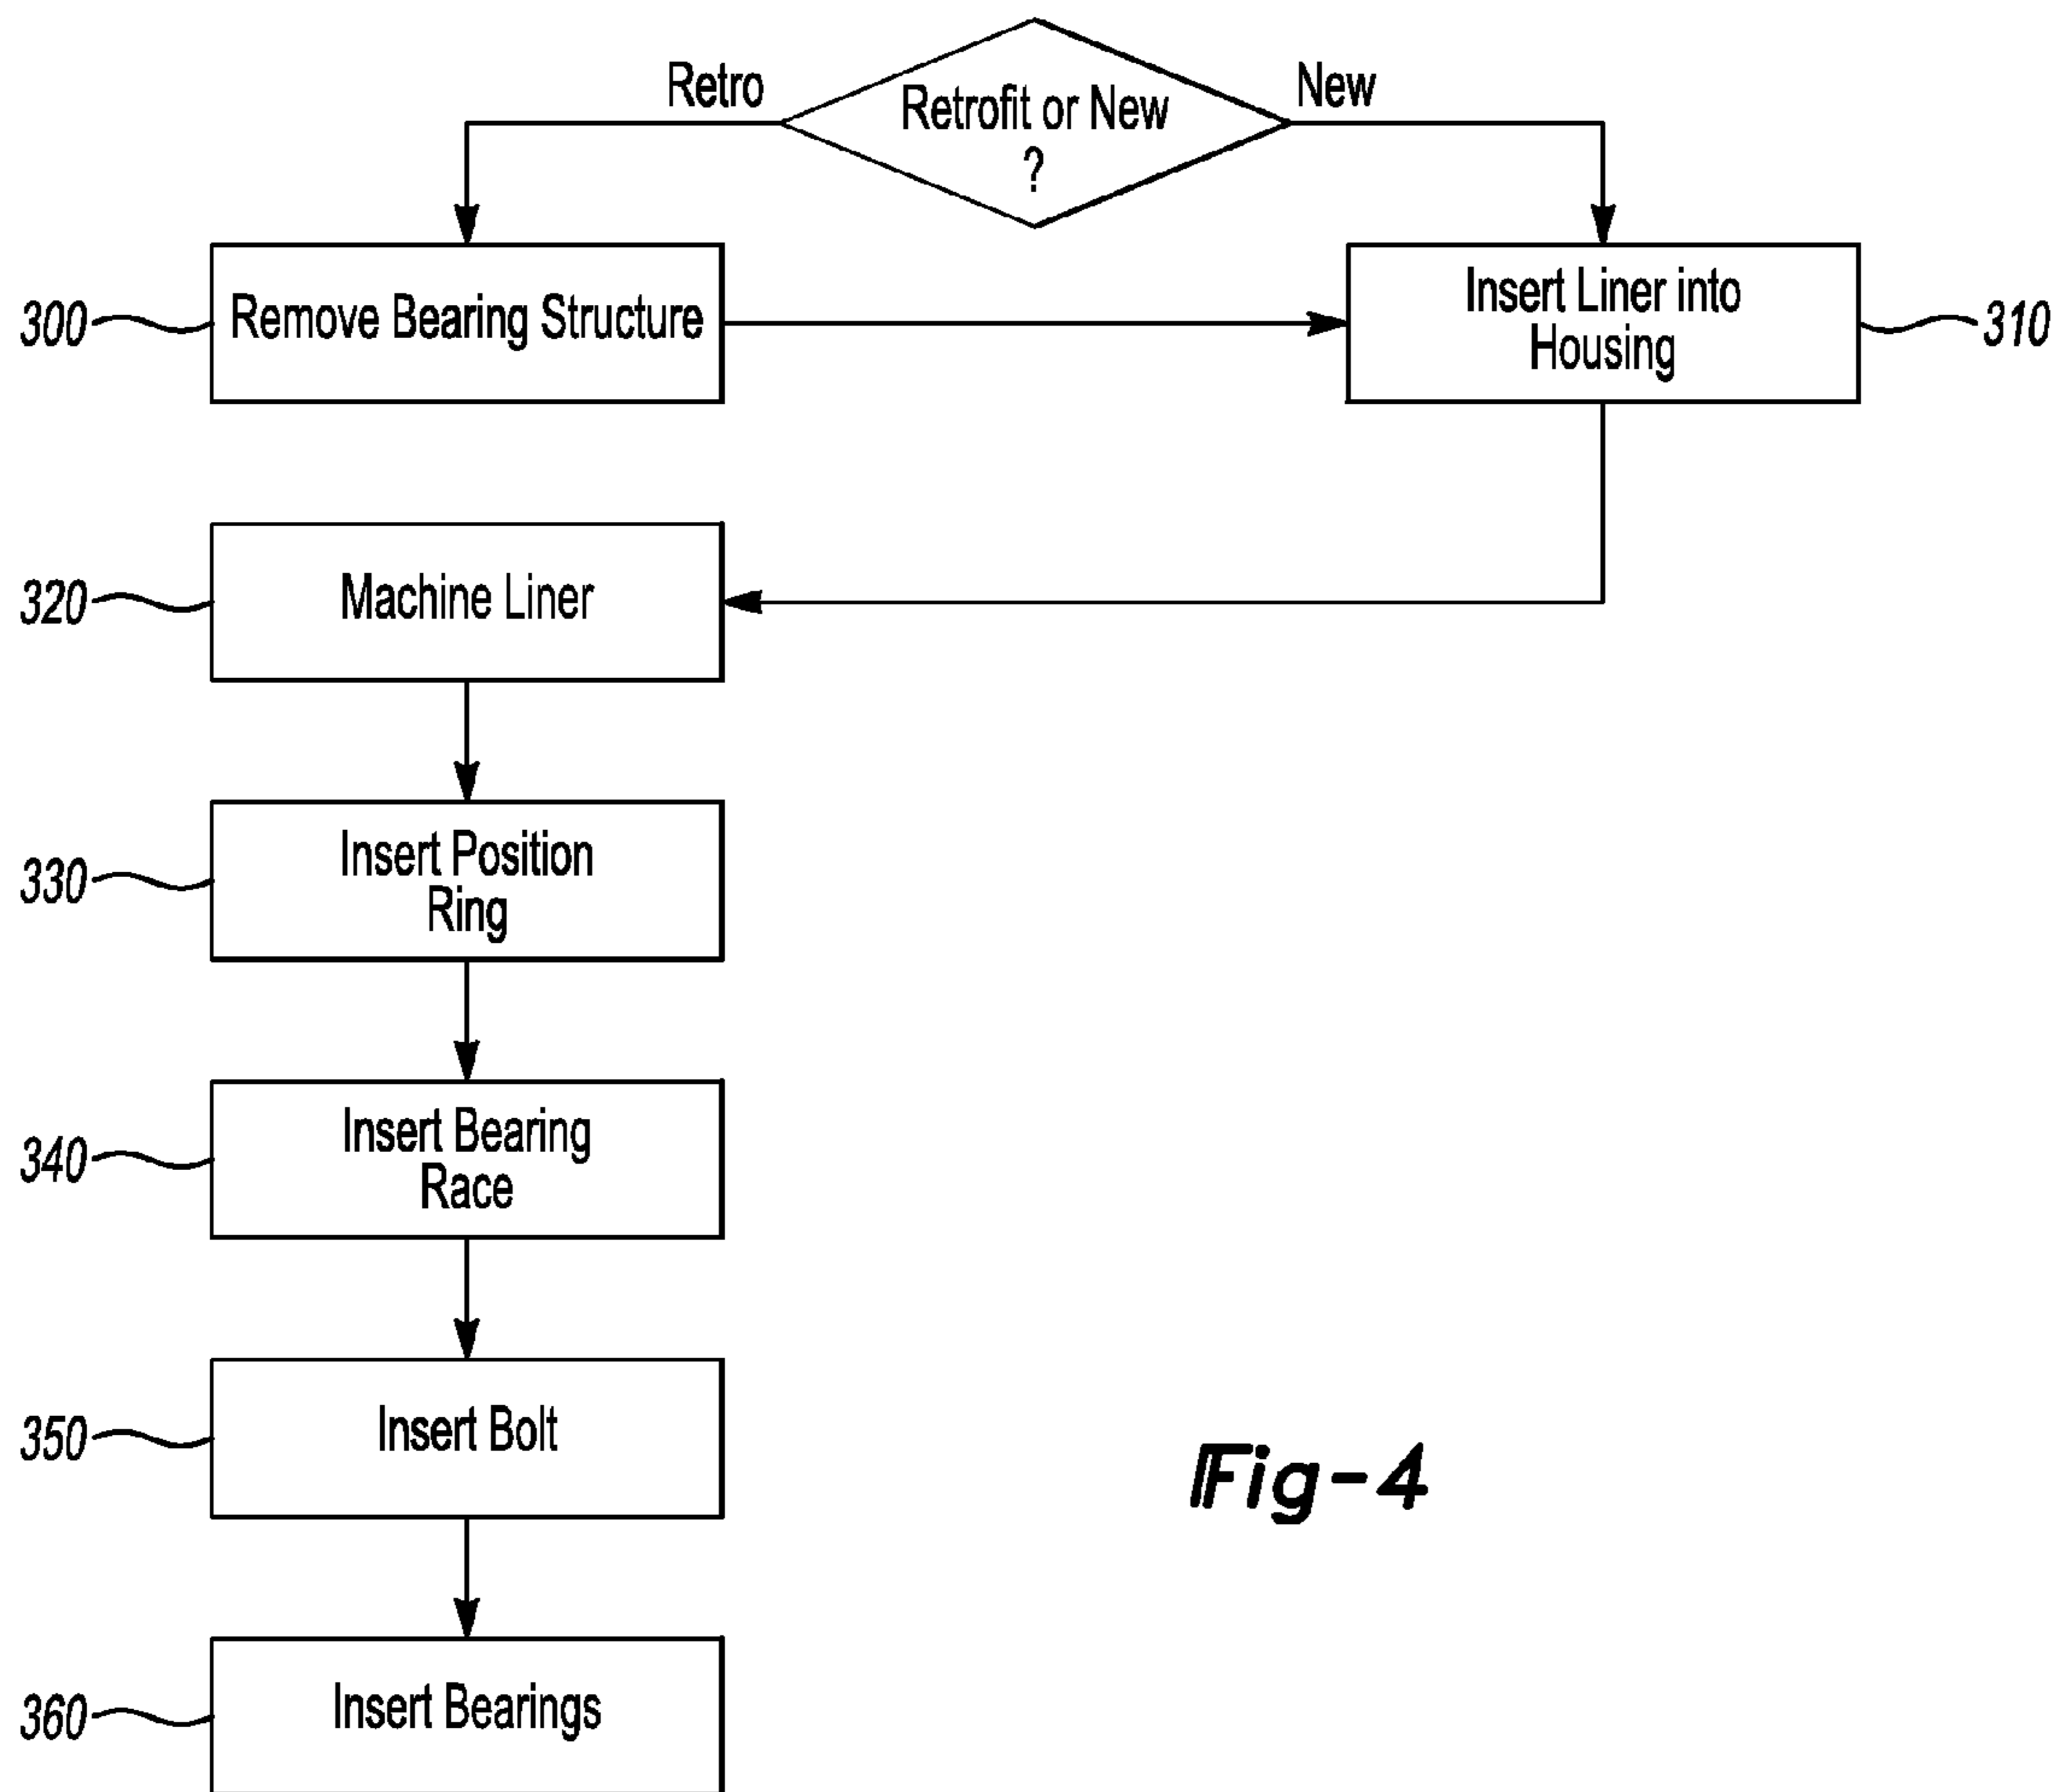 Retro
Retrofit or New
?
New
300
Remove Bearing Structure
Insert Liner into
Housing
310
320
Machine Liner
330
Insert Position
Ring
340
Insert Bearing
Race
350
Insert Bolt
360
Insert Bearings
Fig-4